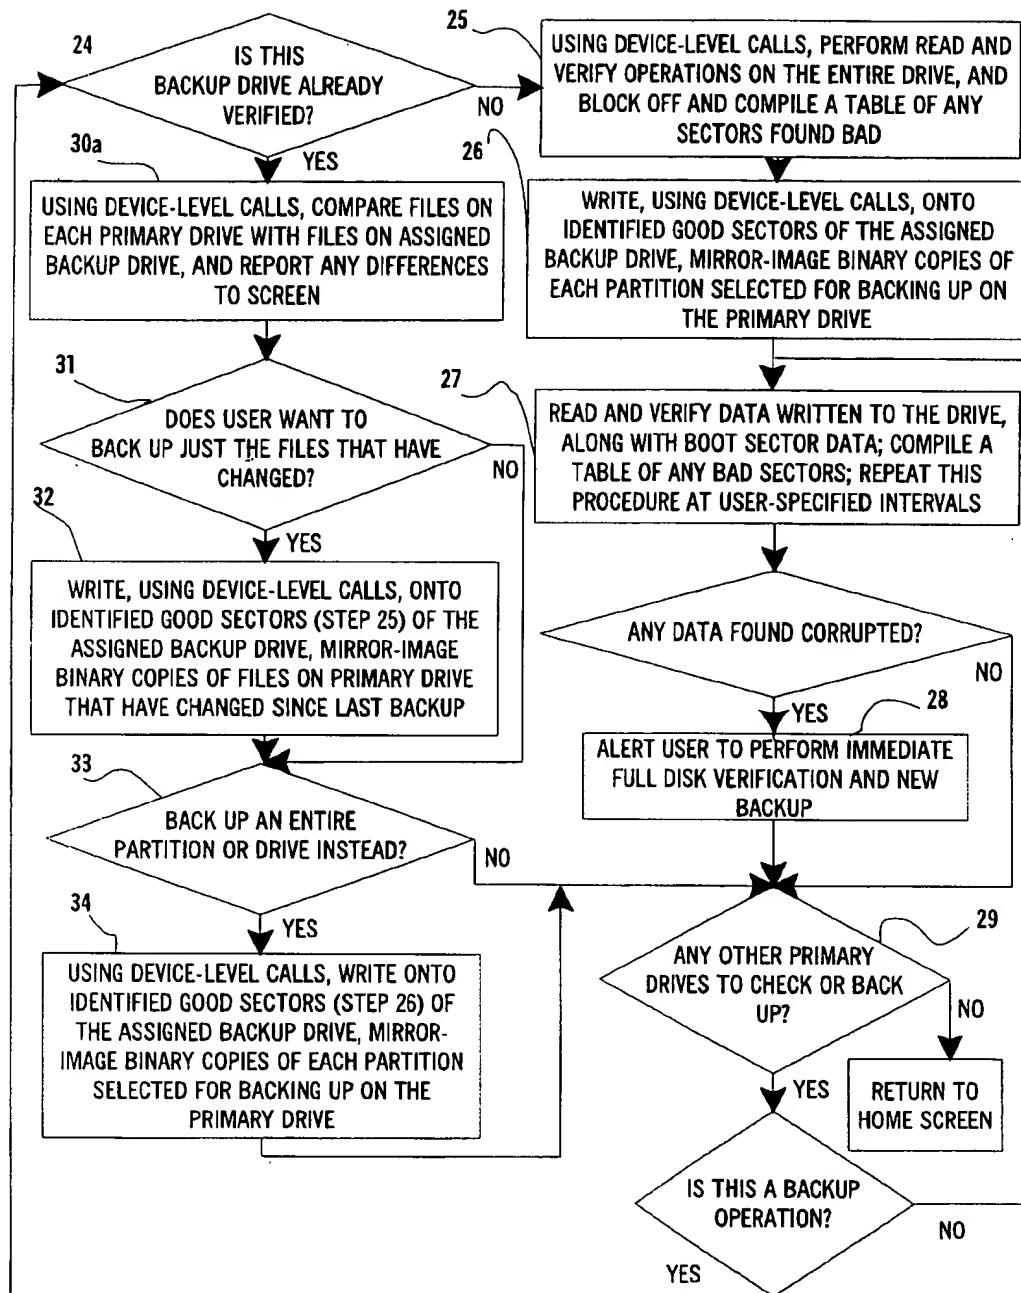 24
IS THIS
BACKUP DRIVE ALREADY
VERIFIED?
NO
YES
25
USING DEVICE-LEVEL CALLS, PERFORM READ AND
VERIFY OPERATIONS ON THE ENTIRE DRIVE, AND
BLOCK OFF AND COMPILE A TABLE OF ANY
SECTORS FOUND BAD
30a
USING DEVICE-LEVEL CALLS, COMPARE FILES ON
EACH PRIMARY DRIVE WITH FILES ON ASSIGNED
BACKUP DRIVE, AND REPORT ANY DIFFERENCES
TO SCREEN
26
WRITE, USING DEVICE-LEVEL CALLS, ONTO
IDENTIFIED GOOD SECTORS OF THE ASSIGNED
BACKUP DRIVE, MIRROR-IMAGE BINARY COPIES OF
EACH PARTITION SELECTED FOR BACKING UP ON
THE PRIMARY DRIVE
31
DOES USER WANT TO
BACK UP JUST THE FILES THAT HAVE
CHANGED?
NO
YES
27
READ AND VERIFY DATA WRITTEN TO THE DRIVE,
ALONG WITH BOOT SECTOR DATA; COMPILE A
TABLE OF ANY BAD SECTORS; REPEAT THIS
PROCEDURE AT USER-SPECIFIED INTERVALS
32
WRITE, USING DEVICE-LEVEL CALLS, ONTO
IDENTIFIED GOOD SECTORS (STEP 25) OF THE
ASSIGNED BACKUP DRIVE, MIRROR-IMAGE
BINARY COPIES OF FILES ON PRIMARY DRIVE
THAT HAVE CHANGED SINCE LAST BACKUP
ANY DATA FOUND CORRUPTED?
NO
YES
28
ALERT USER TO PERFORM IMMEDIATE
FULL DISK VERIFICATION AND NEW
BACKUP
33
BACK UP AN ENTIRE
PARTITION OR DRIVE INSTEAD?
NO
YES
34
USING DEVICE-LEVEL CALLS, WRITE ONTO
IDENTIFIED GOOD SECTORS (STEP 26) OF
THE ASSIGNED BACKUP DRIVE, MIRROR-
IMAGE BINARY COPIES OF EACH PARTITION
SELECTED FOR BACKING UP ON THE
PRIMARY DRIVE
29
ANY OTHER PRIMARY
DRIVES TO CHECK OR BACK
UP?
NO
YES
RETURN TO
HOME SCREEN
IS THIS A BACKUP
OPERATION?
NO
YES